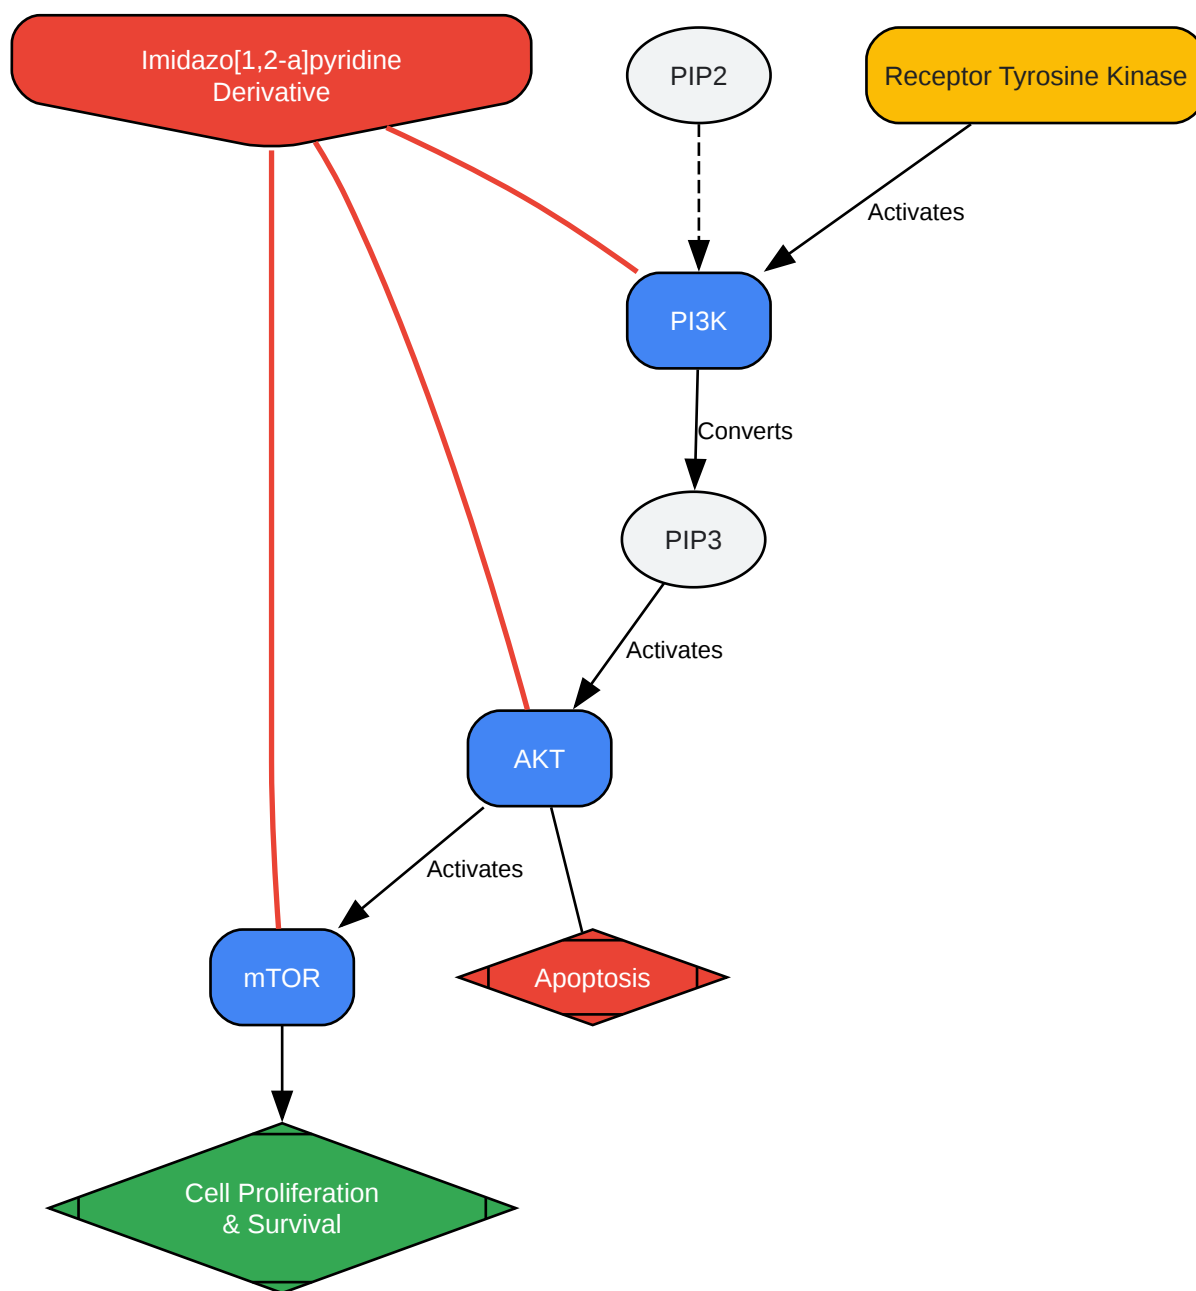 Imidazo[1,2-a]pyridine
Derivative
PIP2
Receptor Tyrosine Kinase
Activates
PI3K
Converts
PIP3
Activates
AKT
Activates
mTOR
Apoptosis
Cell Proliferation
& Survival